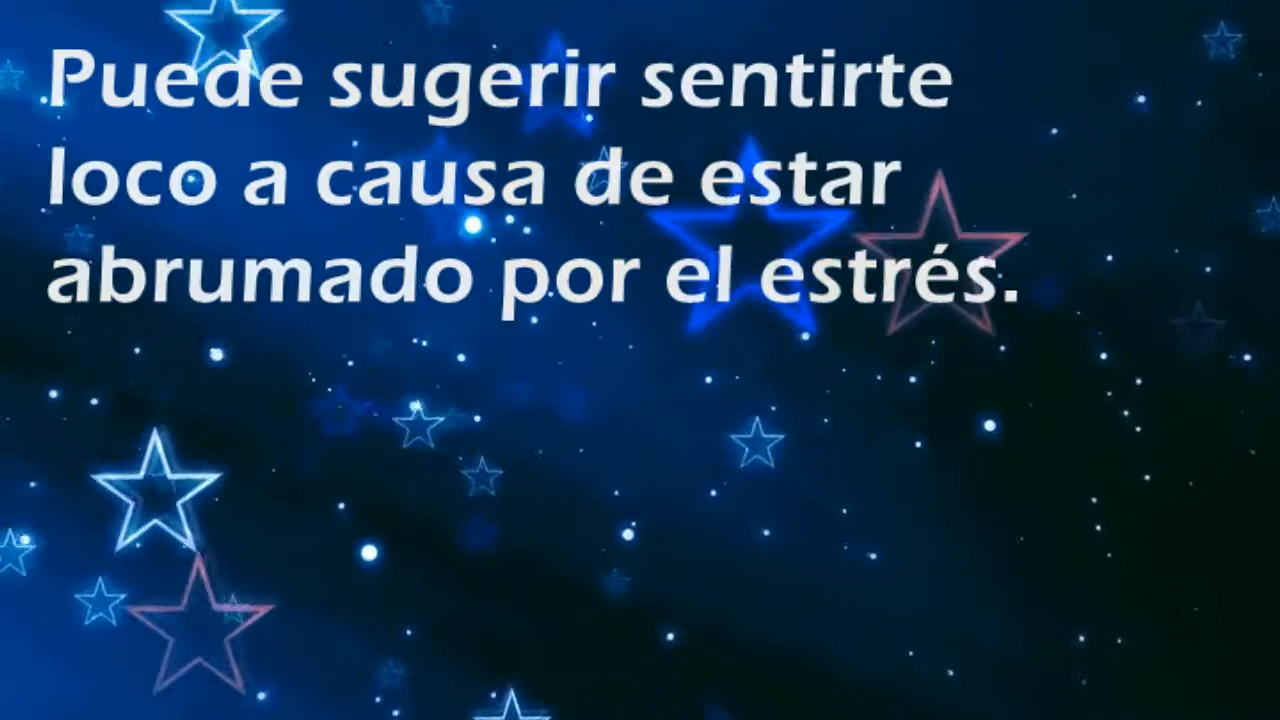 Puede sugerir sentirte
loco a causa de estar
abrumado por el estrés.